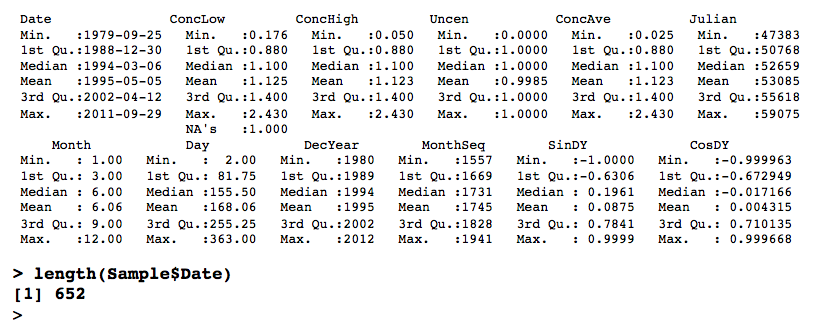 Date ConcLow ConcHigh Uncen ConcAve Julian
Min. :1979-09-25 Min. :0.176 Min. :0.050 Min. :0.0000 Min. :0.025 Min. :47383
1st Qu.:1988-12-30 1st Qu.:0.880 1st Qu.:0.880 1st Qu.:1.0000 1st Qu.:0.880 1st Qu.:50768
Median :1994-03-06 Median :1.100 Median :1.100 Median :1.0000 Median :1.100 Median :52659
Mean :1995-05-05 Mean :1.125 Mean :1.123 Mean :0.9985 Mean :1.123 Mean :53085
3rd Qu.:2002-04-12 3rd Qu.:1.400 3rd Qu.:1.400 3rd Qu.:1.0000 3rd Qu.:1.400 3rd Qu.:55618
Max. :2011-09-29 Max. :2.430 Max. :2.430 Max. :1.0000 Max. :2.430 Max. :59075
NA's :1.000
Month Day DecYear MonthSeq SinDY CosDY
Min. : 1.00 Min. : 2.00 Min. :1980 Min. :1557 Min. :-1.0000 Min. :-0.999963
1st Qu.: 3.00 1st Qu.: 81.75 1st Qu.:1989 1st Qu.:1669 1st Qu.:-0.6306 1st Qu.:-0.672949
Median : 6.00 Median :155.50 Median :1994 Median :1731 Median : 0.1961 Median :-0.017166
Mean : 6.06 Mean :168.06 Mean :1995 Mean :1745 Mean : 0.0875 Mean : 0.004315
3rd Qu.: 9.00 3rd Qu.:255.25 3rd Qu.:2002 3rd Qu.:1828 3rd Qu.: 0.7841 3rd Qu.: 0.710135
Max. :12.00 Max. :363.00 Max. :2012 Max. :1941 Max. : 0.9999 Max. : 0.999668
> length(Sample$Date)
[1] 652
>